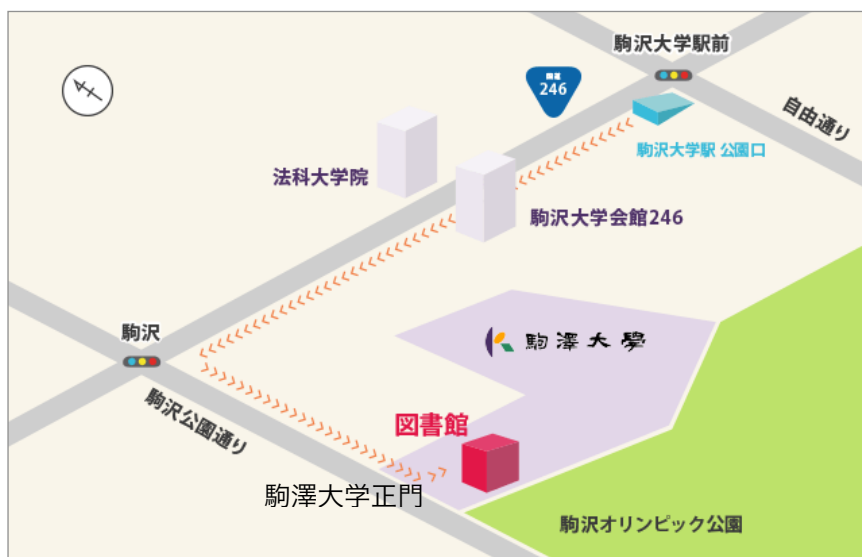 駒沢大学駅前
国道
246
自由通り
駒沢大学駅 公園口
法科大学院
駒沢大学会館246
駒沢
駒澤大學
駒沢公園通り
図書館
駒澤大学正門
駒沢オリンピック公園